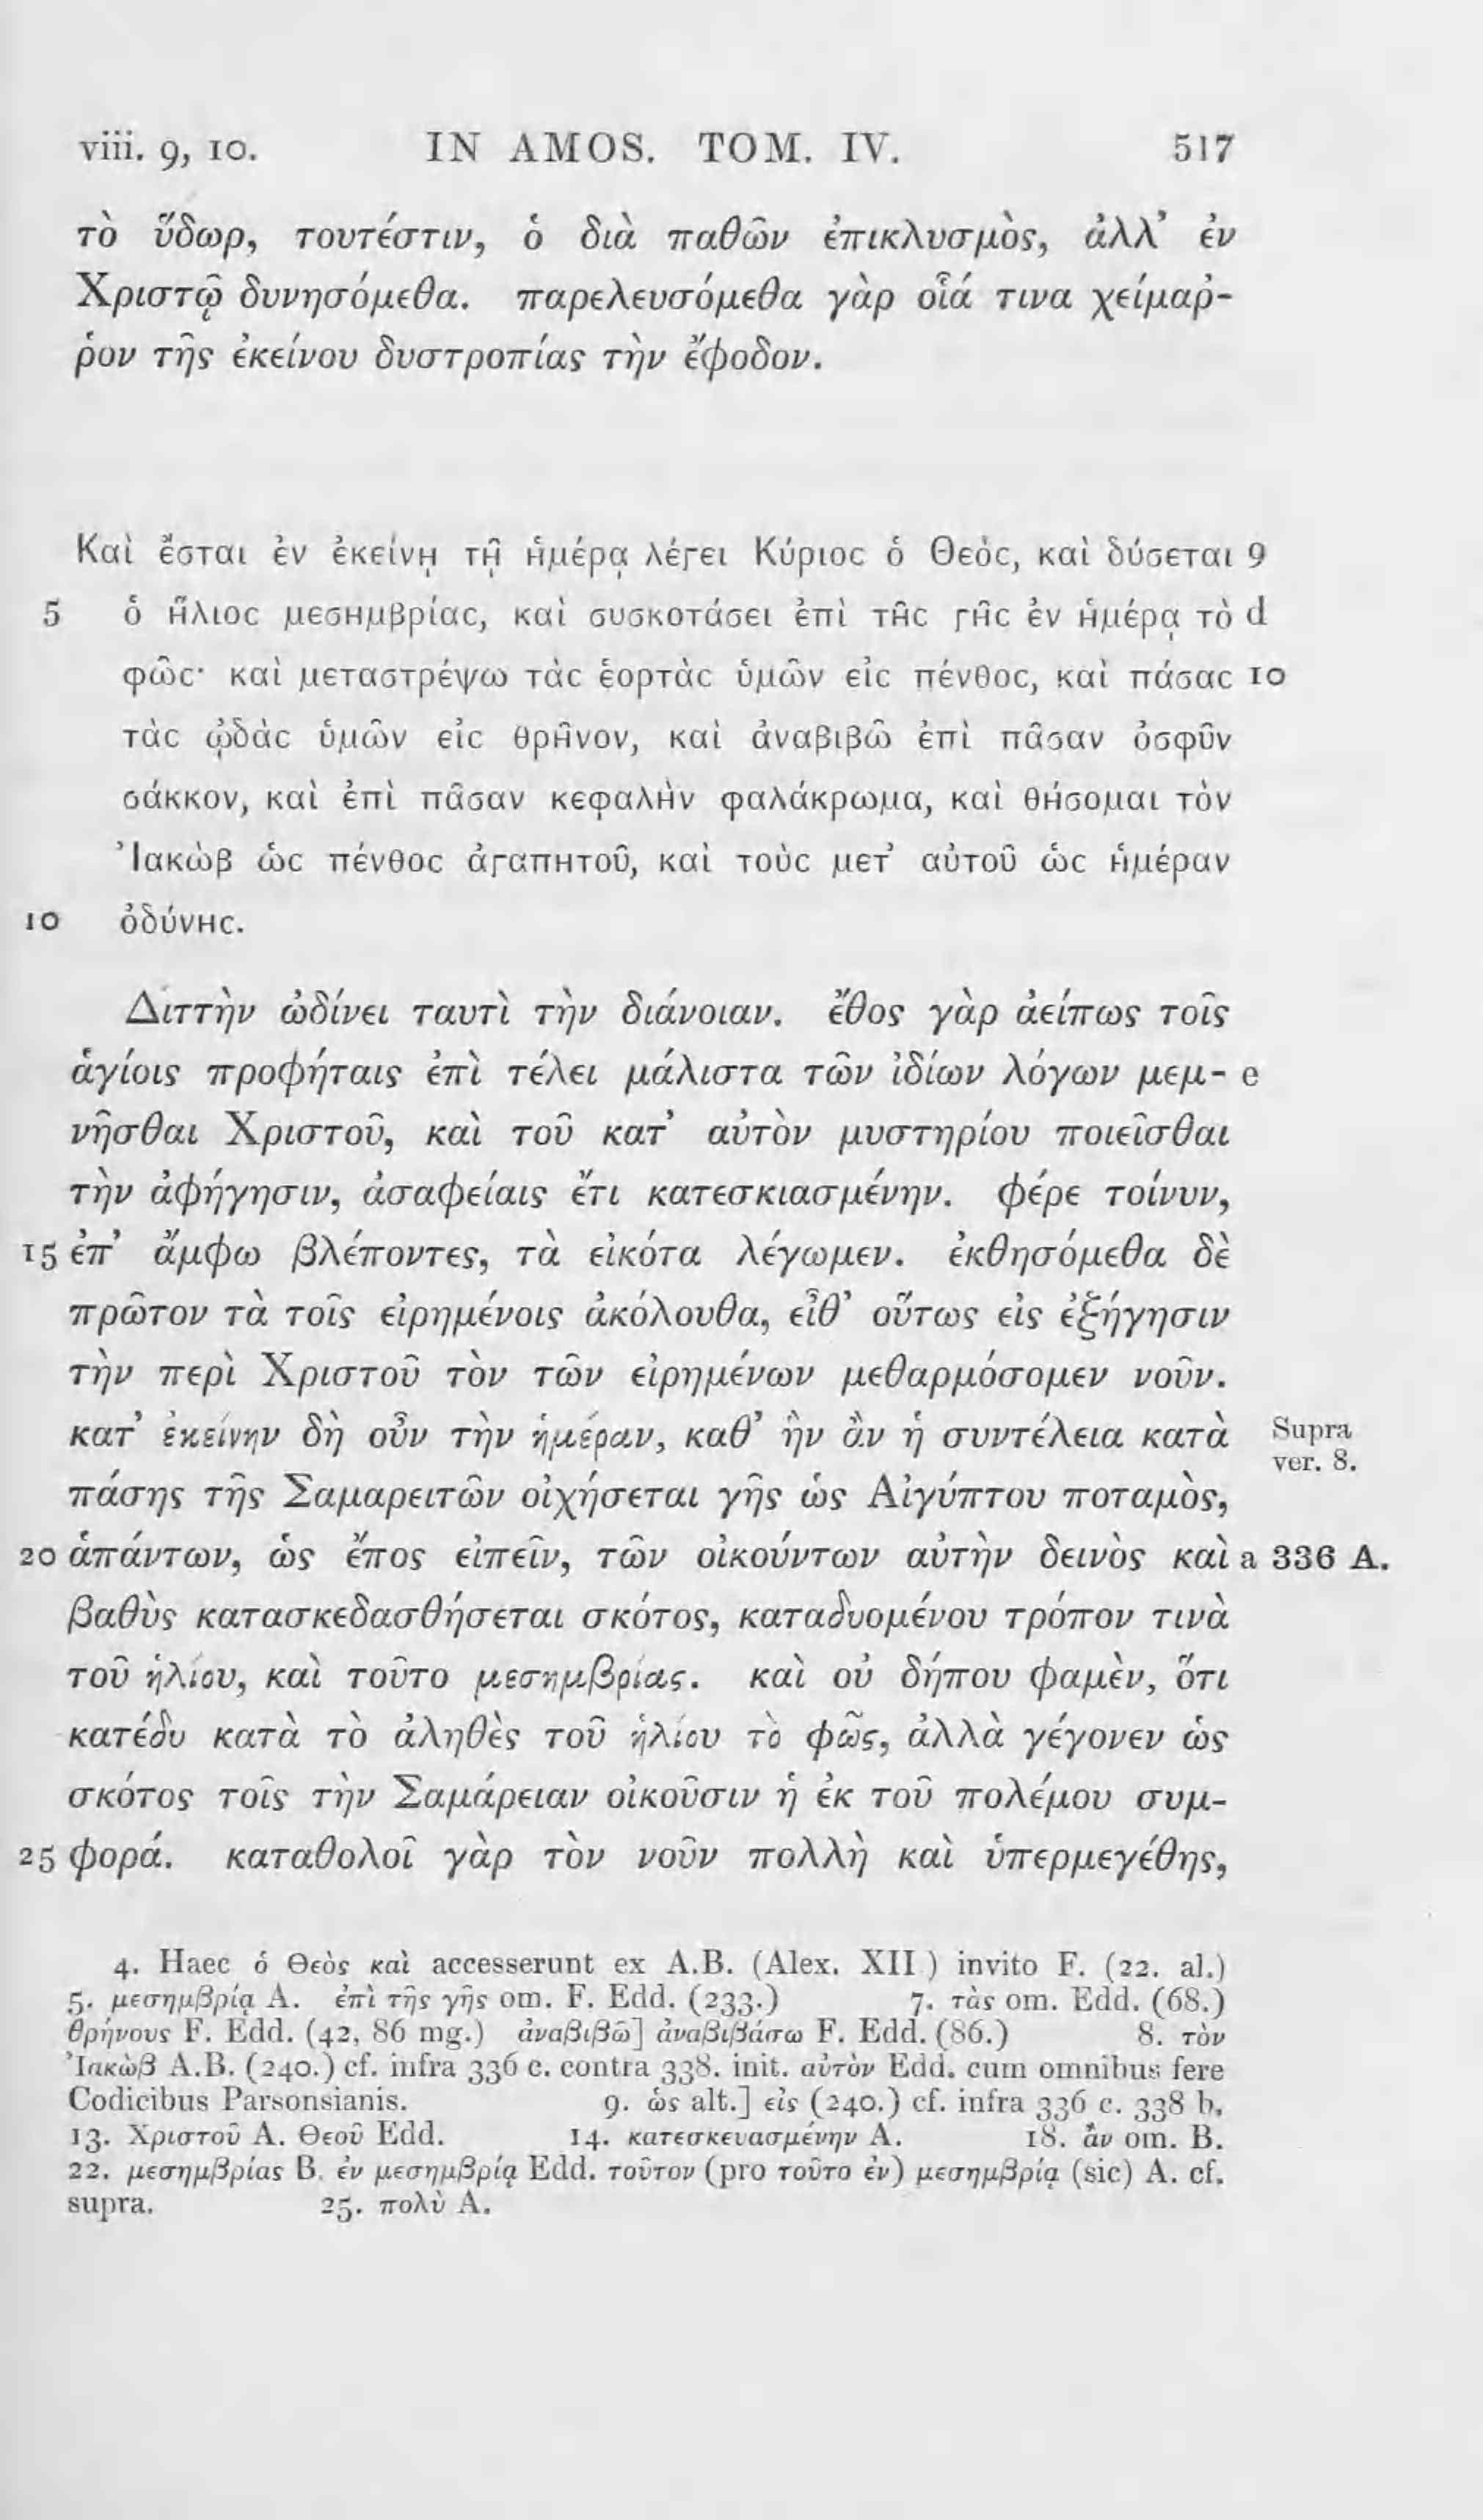 viii. 9, 10. IN AMOS. TOM. IV. 517
τὸ ὕδωρ, τουτέστιν, ὁ διὰ παθῶν ἐπικλυσμὸς, ἀλλ' ἐν
Χριστῷ δυνησόμεθα. παρελευσόμεθα γὰρ οἷά τινα χείμαῤ-
ῥον τῆς ἐκείνου δυστροπίας τὴν ἔφοδον.
Καὶ ἔσται ἐν ἐκείνῃ τῇ ἡμέρᾳ λέγει Κύριος ὁ Θεὸς, καὶ δύσεται 9
5 ὁ ἥλιος μεσημβρίας, καὶ συσκοτάσει ἐπὶ τῆς γῆς ἐν ἡμέρᾳ τὸ d
φῶς· καὶ μεταστρέψω τὰς ἑορτὰς ὑμῶν εἰς πένθος, καὶ πάσας 10
τὰς ᾠδὰς ὑμῶν εἰς θρῆνον, καὶ ἀναβιβῶ ἐπὶ πᾶσαν ὀσφῦν
σάκκον, καὶ ἐπὶ πᾶσαν κεφαλὴν φαλάκρωμα, καὶ θήσομαι τὸν
Ἰακὼβ ὡς πένθος ἀγαπητοῦ, καὶ τοὺς μετ' αὐτοῦ ὡς ἡμέραν
10 ὀδύνης.
Διττὴν ὠδίνει ταυτὶ τὴν διάνοιαν. ἔθος γὰρ ἀείπως τοῖς
ἁγίοις προφήταις ἐπὶ τέλει μάλιστα τῶν ἰδίων λόγων μεμ- e
νῆσθαι Χριστοῦ, καὶ τοῦ κατ' αὐτὸν μυστηρίου ποιεῖσθαι
τὴν ἀφήγησιν, ἀσαφείαις ἔτι κατεσκιασμένην. φέρε τοίνυν,
15 ἐπ' ἄμφω βλέποντες, τὰ εἰκότα λέγωμεν. ἐκθησόμεθα δὲ
πρῶτον τὰ τοῖς εἰρημένοις ἀκόλουθα, εἶθ' οὕτως εἰς ἐξήγησιν
τὴν περὶ Χριστοῦ τὸν τῶν εἰρημένων μεθαρμόσομεν νοῦν.
κατ' ἐκείνην δὴ οὖν τὴν ἡμέραν, καθ' ἣν ἂν ἡ συντέλεια κατὰ Supra
ver. 8.
πάσης τῆς Σαμαρειτῶν οἰχήσεται γῆς ὡς Αἰγύπτου ποταμὸς,
20 ἁπάντων, ὡς ἔπος εἰπεῖν, τῶν οἰκούντων αὐτὴν δεινὸς καὶ a 336 A.
βαθὺς κατασκεδασθήσεται σκότος, καταδυομένου τρόπον τινὰ
τοῦ ἡλίου, καὶ τοῦτο μεσημβρίας. καὶ οὐ δήπου φαμὲν, ὅτι
κατέδυ κατὰ τὸ ἀληθὲς τοῦ ἡλίου τὸ φῶς, ἀλλὰ γέγονεν ὡς
σκότος τοῖς τὴν Σαμάρειαν οἰκοῦσιν ἡ ἐκ τοῦ πολέμου συμ-
25 φορά. καταθολοῖ γὰρ τὸν νοῦν πολλὴ καὶ ὑπερμεγέθης,
4. Haec ὁ Θεὸς καὶ accesserunt ex A.B. (Alex. XII ) invito F. (22. al.)
5. μεσημβρίᾳ A. ἐπὶ τῆς γῆς om. F. Edd. (233.) 7. τὰς om. Edd. (68.)
θρήνους F. Edd. (42, 86 mg.) ἀναβιβῶ] ἀναβιβάσω F. Edd. (86.) 8. τὸν
Ἰακὼβ A.B. (240.) cf. infra 336 c. contra 338. init. αὐτὸν Edd. cum omnibus fere
Codicibus Parsonsianis. 9. ὡς alt.] εἰς (240.) cf. infra 336 c. 338 b.
13. Χριστοῦ A. Θεοῦ Edd. 14. κατεσκευασμένην A. 18. ἂν om. B.
22. μεσημβρίας B. ἐν μεσημβρίᾳ Edd. τοῦτον (pro τοῦτο ἐν) μεσημβρίᾳ (sic) A. cf.
supra. 25. πολὺ A.